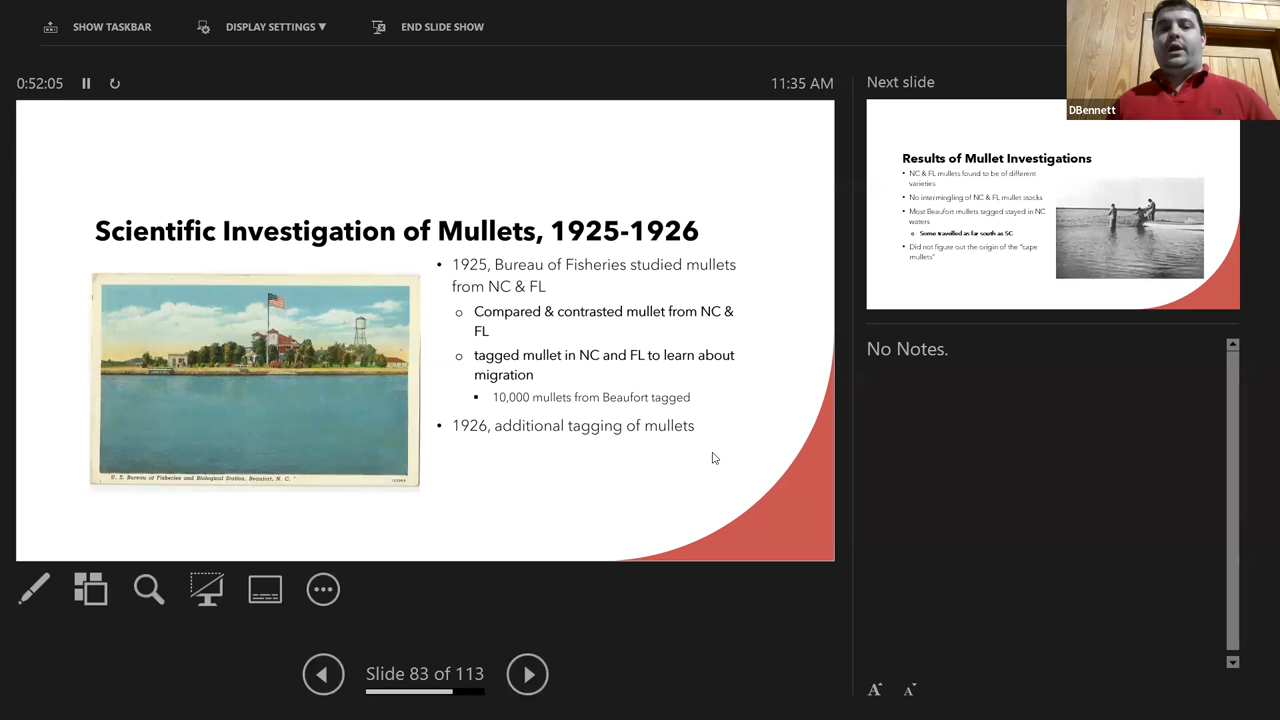 SHOW TASKBAR
DISPLAY SETTINGS ▼
END SLIDE SHOW
0:52:05
11:35 AM
Scientific Investigation of Mullets, 1925-1926
• 1925, Bureau of Fisheries studied mullets
from NC & FL
o Compared & contrasted mullet from NC &
FL
o tagged mullet in NC and FL to learn about
migration
▪ 10,000 mullets from Beaufort tagged
• 1926, additional tagging of mullets
U. S. Bureau of Fisheries and Biological Station, Beaufort, N. C.
Slide 83 of 113
Next slide
DBennett
Results of Mullet Investigations
• NC & FL mullets found to be of different
varieties
• No intermingling of NC & FL mullet stocks
• Most Beaufort mullets tagged stayed in NC
waters
o Some travelled as far south as SC
• Did not figure out the origin of the "cape
mullets"
No Notes.
A A